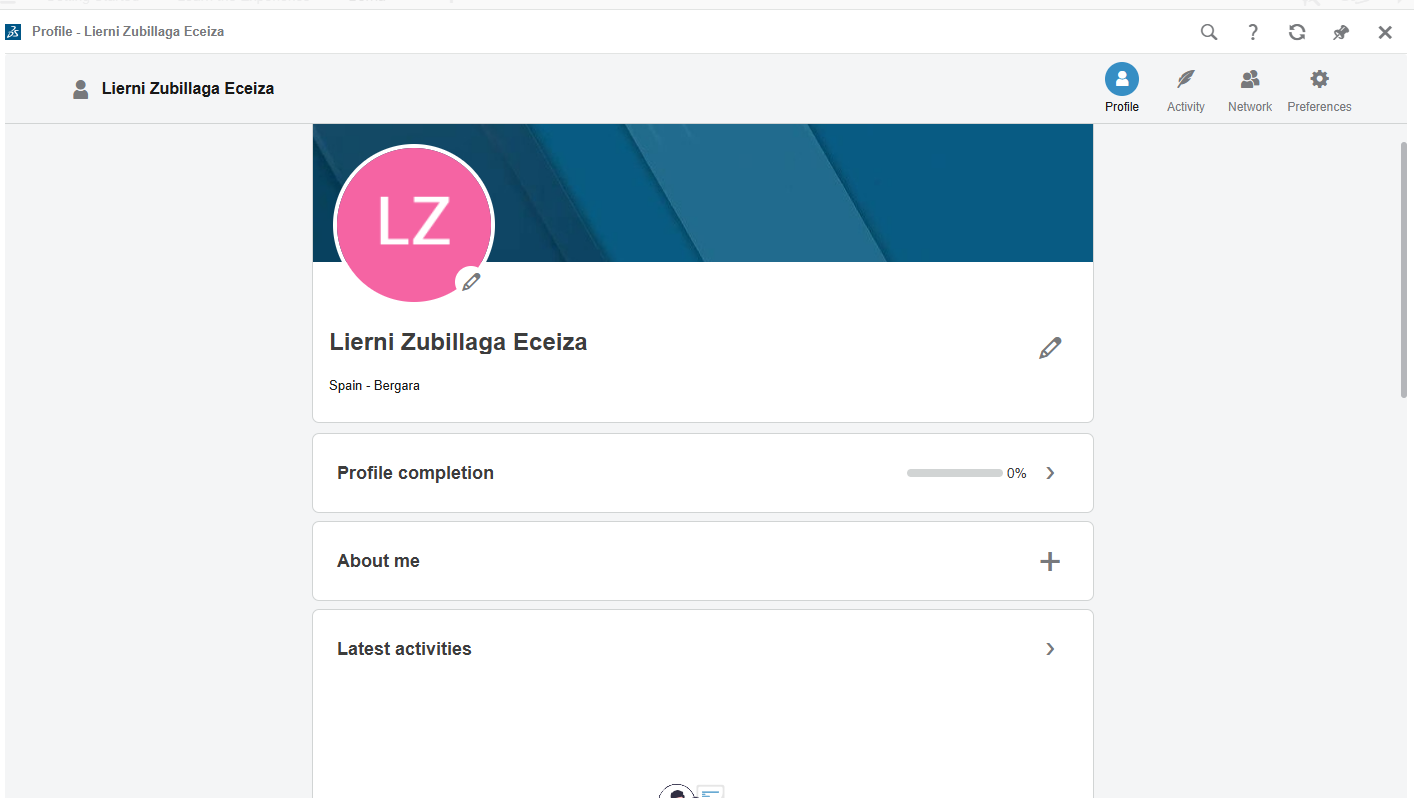 Profile - Lierni Zubillaga Eceiza
?
Lierni Zubillaga Eceiza
Profile
Activity
Network
Preferences
LZ
Lierni Zubillaga Eceiza
Spain - Bergara
Profile completion
0%
About me
Latest activities